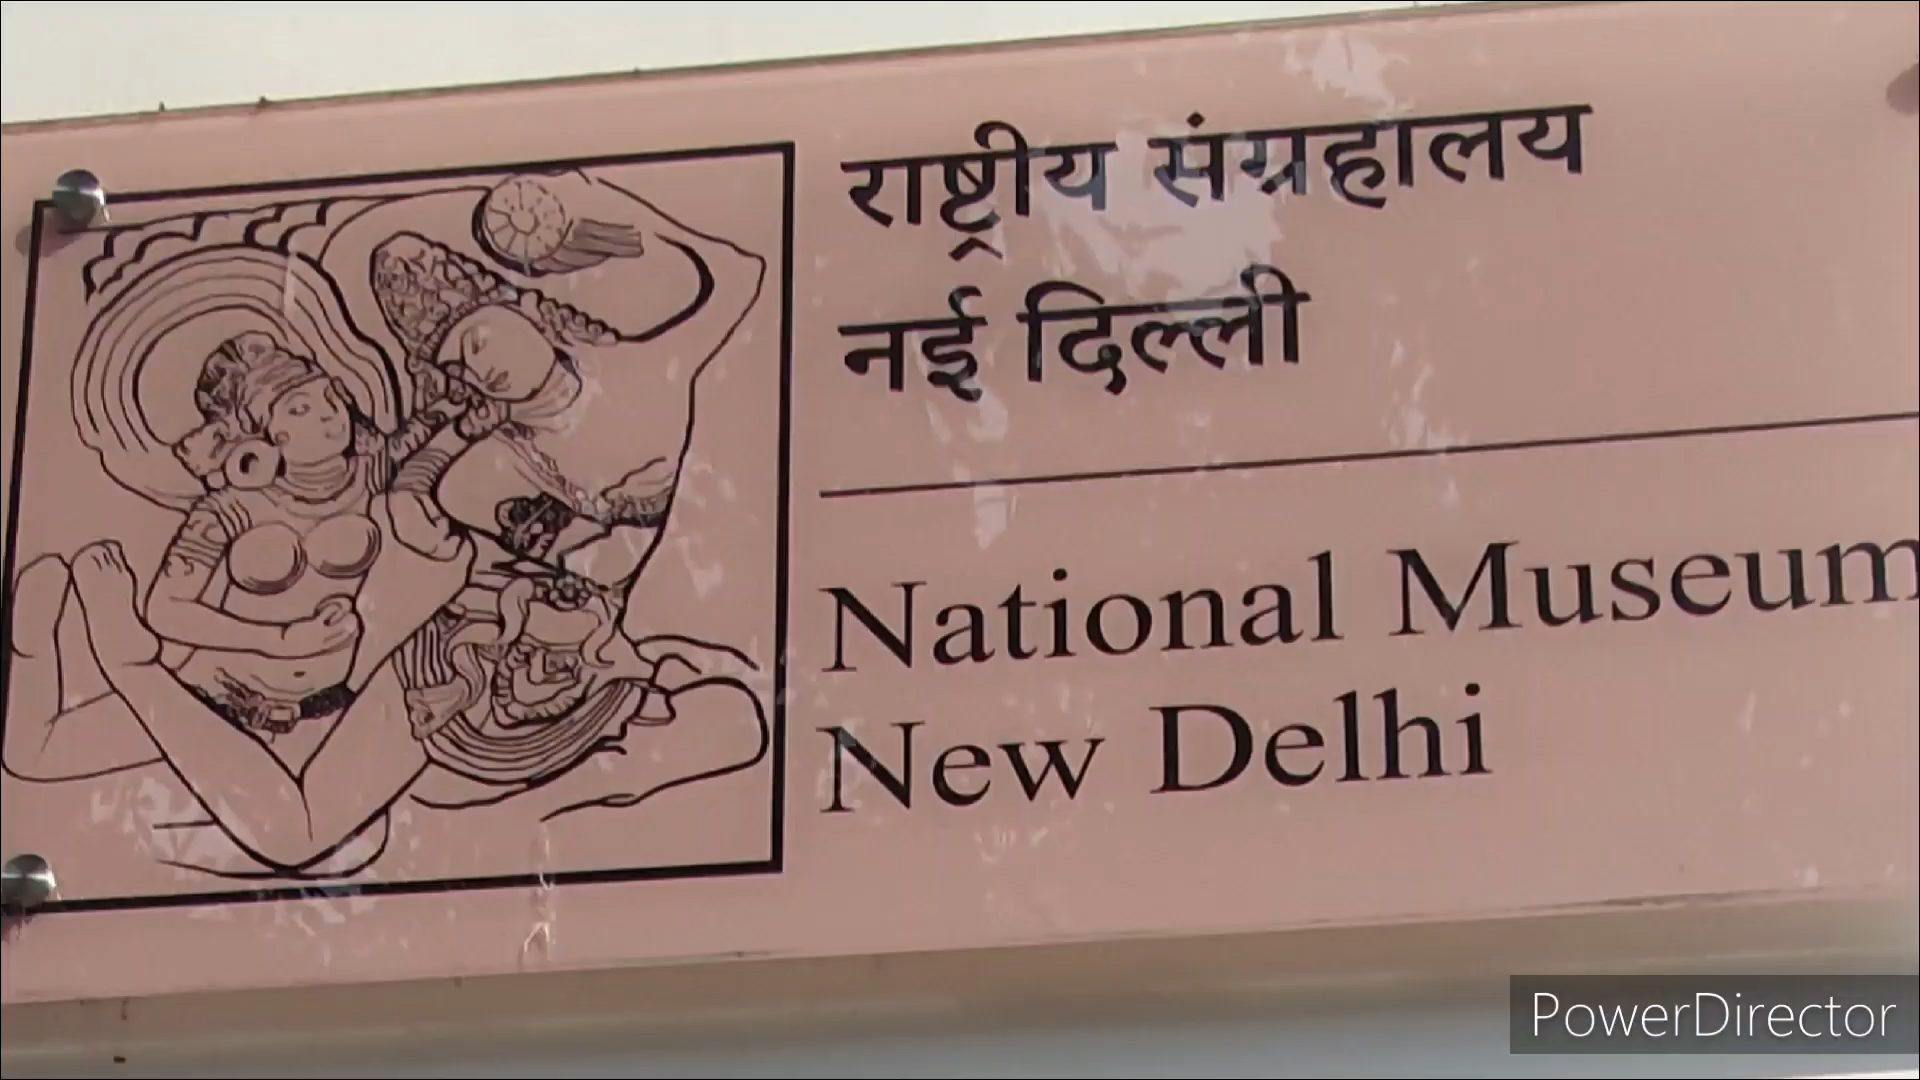 राष्ट्रीय संग्रहालय
नई दिल्ली
National Museum
New Delhi
PowerDirector